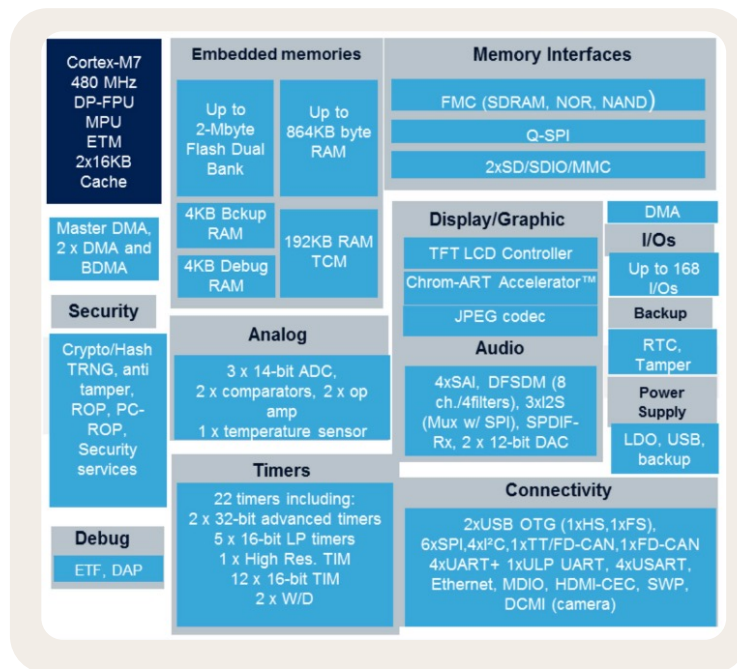 Cortex-M7
480 MHz
DP-FPU
MPU
ETM
2x16KB
Cache
Master DMA,
2 x DMA and
BDMA
Security
Crypto/Hash
TRNG, anti
tamper,
ROP, PC-
ROP,
Security
services
Debug
ETF, DAP
Embedded memories
Up to
2-Mbyte
Flash Dual
Bank
Up to
864KB byte
RAM
4KB Bckup
RAM
4KB Debug
RAM
192KB RAM
TCM
Analog
3 x 14-bit ADC,
2 x comparators, 2 x op
amp
1 x temperature sensor
Timers
22 timers including:
2 x 32-bit advanced timers
5 x 16-bit LP timers
1 x High Res. TIM
12 x 16-bit TIM
2 x W/D
Memory Interfaces
FMC (SDRAM, NOR, NAND)
Q-SPI
2xSD/SDIO/MMC
Display/Graphic
TFT LCD Controller
Chrom-ART Accelerator™
JPEG codec
Audio
4xSAI, DFSDM (8
ch./4filters), 3xI2S
(Mux w/ SPI), SPDIF-
Rx, 2 x 12-bit DAC
DMA
I/Os
Up to 168
I/Os
Backup
RTC,
Tamper
Power
Supply
LDO, USB,
backup
Connectivity
2xUSB OTG (1xHS,1xFS),
6xSPI,4xI²C,1xTT/FD-CAN,1xFD-CAN
4xUART+ 1xULP UART, 4xUSART,
Ethernet, MDIO, HDMI-CEC, SWP,
DCMI (camera)